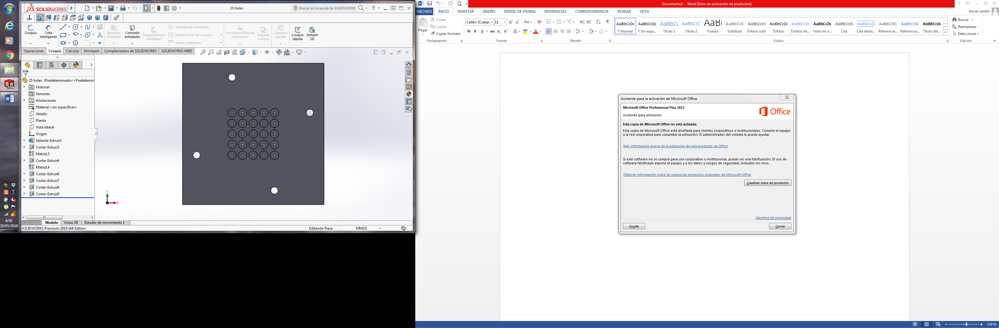 SOLIDWORKS
25 holes
Buscar en la ayuda de SOLIDWORKS
Croquis
Cota inteligente
Recortar entidades
Convertir entidades
Equidistanciar entidades
Simetría de entidades
Matriz lineal de croquis
Mover entidades
Visualizar/Eliminar relaciones
Reparar croquis
Capturas rápidas
Croquis rápido
Instant 2D
Operaciones
Croquis
Calcular
DimXpert
Complementos de SOLIDWORKS
SOLIDWORKS MBD
25 holes (Predeterminado<<Predetermi
Historial
Sensores
Anotaciones
Material <sin especificar>
Alzado
Planta
Vista lateral
Origen
Saliente-Extruir1
Cortar-Extruir3
MatrizL3
Cortar-Extruir4
MatrizL4
Cortar-Extruir6
Cortar-Extruir7
Cortar-Extruir8
Cortar-Extruir9
Y
X
Modelo
Vistas 3D
Estudio de movimiento 1
SOLIDWORKS Premium 2016 x64 Edition
Editando Pieza
MMGS
SW
2016
8:59
29/05/2018
Documento1 - Word (Error de activación de productos)
ARCHIVO
INICIO
INSERTAR
DISEÑO
DISEÑO DE PÁGINA
REFERENCIAS
CORRESPONDENCIA
REVISAR
VISTA
Iniciar sesión
Pegar
Cortar
Copiar
Copiar formato
Portapapeles
Calibri (Cuerp
11
Aa
N K S abc x₂ x²
Fuente
Párrafo
AaBbCcDc
¶ Normal
AaBbCcDc
¶ Sin espa...
AaBbC
Título 1
AaBbCcC
Título 2
AaBl
Puesto
AaBbCcC
Subtítulo
AaBbCcDc
Énfasis sutil
AaBbCcDc
Énfasis
AaBbCcDc
Énfasis int...
AaBbCcDc
Texto en n...
AaBbCcDc
Cita
AaBbCcDc
Cita desta...
AABBCCDC
Referencia...
AABBCCDC
Referencia...
AaBbCcDc
Título del...
Estilos
Buscar
Reemplazar
Seleccionar
Edición
Asistente para la activación de Microsoft Office
Microsoft Office Professional Plus 2013
Asistente para activación
Office
Esta copia de Microsoft Office no está activada.
Esta copia de Microsoft Office está diseñada para clientes corporativos o institucionales. Conecte el equipo
a la red corporativa para completar la activación. El administrador del sistema le puede ayudar.
Más información acerca de la activación de este producto de Office
Si este software no se compró para uso corporativo o institucional, puede ser una falsificación. El uso de
software falsificado expone al equipo y a los datos a riesgos de seguridad, incluidos los virus.
Obtener información sobre la compra de productos originales de Microsoft Office
Cambiar clave de producto
Directiva de privacidad
Ayuda
Cerrar
170 %